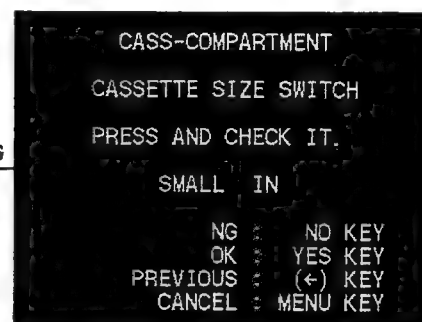 CASS-COMPARTMENT
CASSETTE SIZE SWITCH
PRESS AND CHECK IT.
SMALL IN
NG : NO KEY
OK : YES KEY
PREVIOUS : (←) KEY
CANCEL : MENU KEY